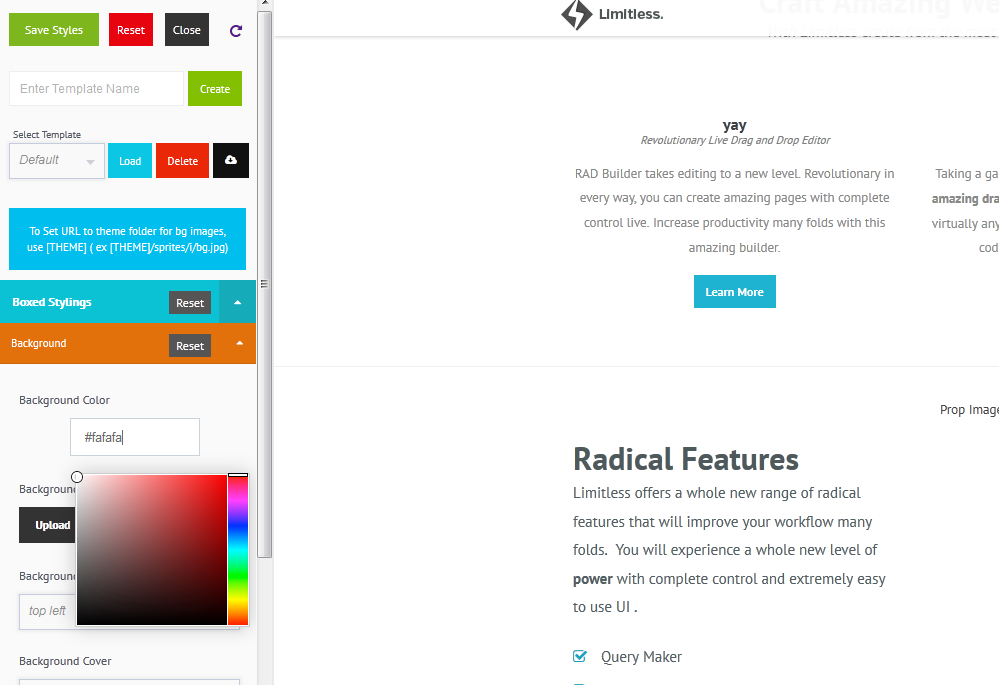 Save Styles
Reset
Close
Enter Template Name
Create
Select Template
Default
Load
Delete
To Set URL to theme folder for bg images,
use [THEME] ( ex [THEME]/sprites/i/bg.jpg)
Boxed Stylings
Reset
Background
Reset
Background Color
#fafafa
Background
Upload
Background
top left
Background Cover
Limitless.
Craft Amazing We
yay
Revolutionary Live Drag and Drop Editor
RAD Builder takes editing to a new level. Revolutionary in
every way, you can create amazing pages with complete
control live. Increase productivity many folds with this
amazing builder.
Learn More
Taking a ga
amazing dra
virtually any
cod
Prop Image
Radical Features
Limitless offers a whole new range of radical
features that will improve your workflow many
folds. You will experience a whole new level of
power with complete control and extremely easy
to use UI .
Query Maker